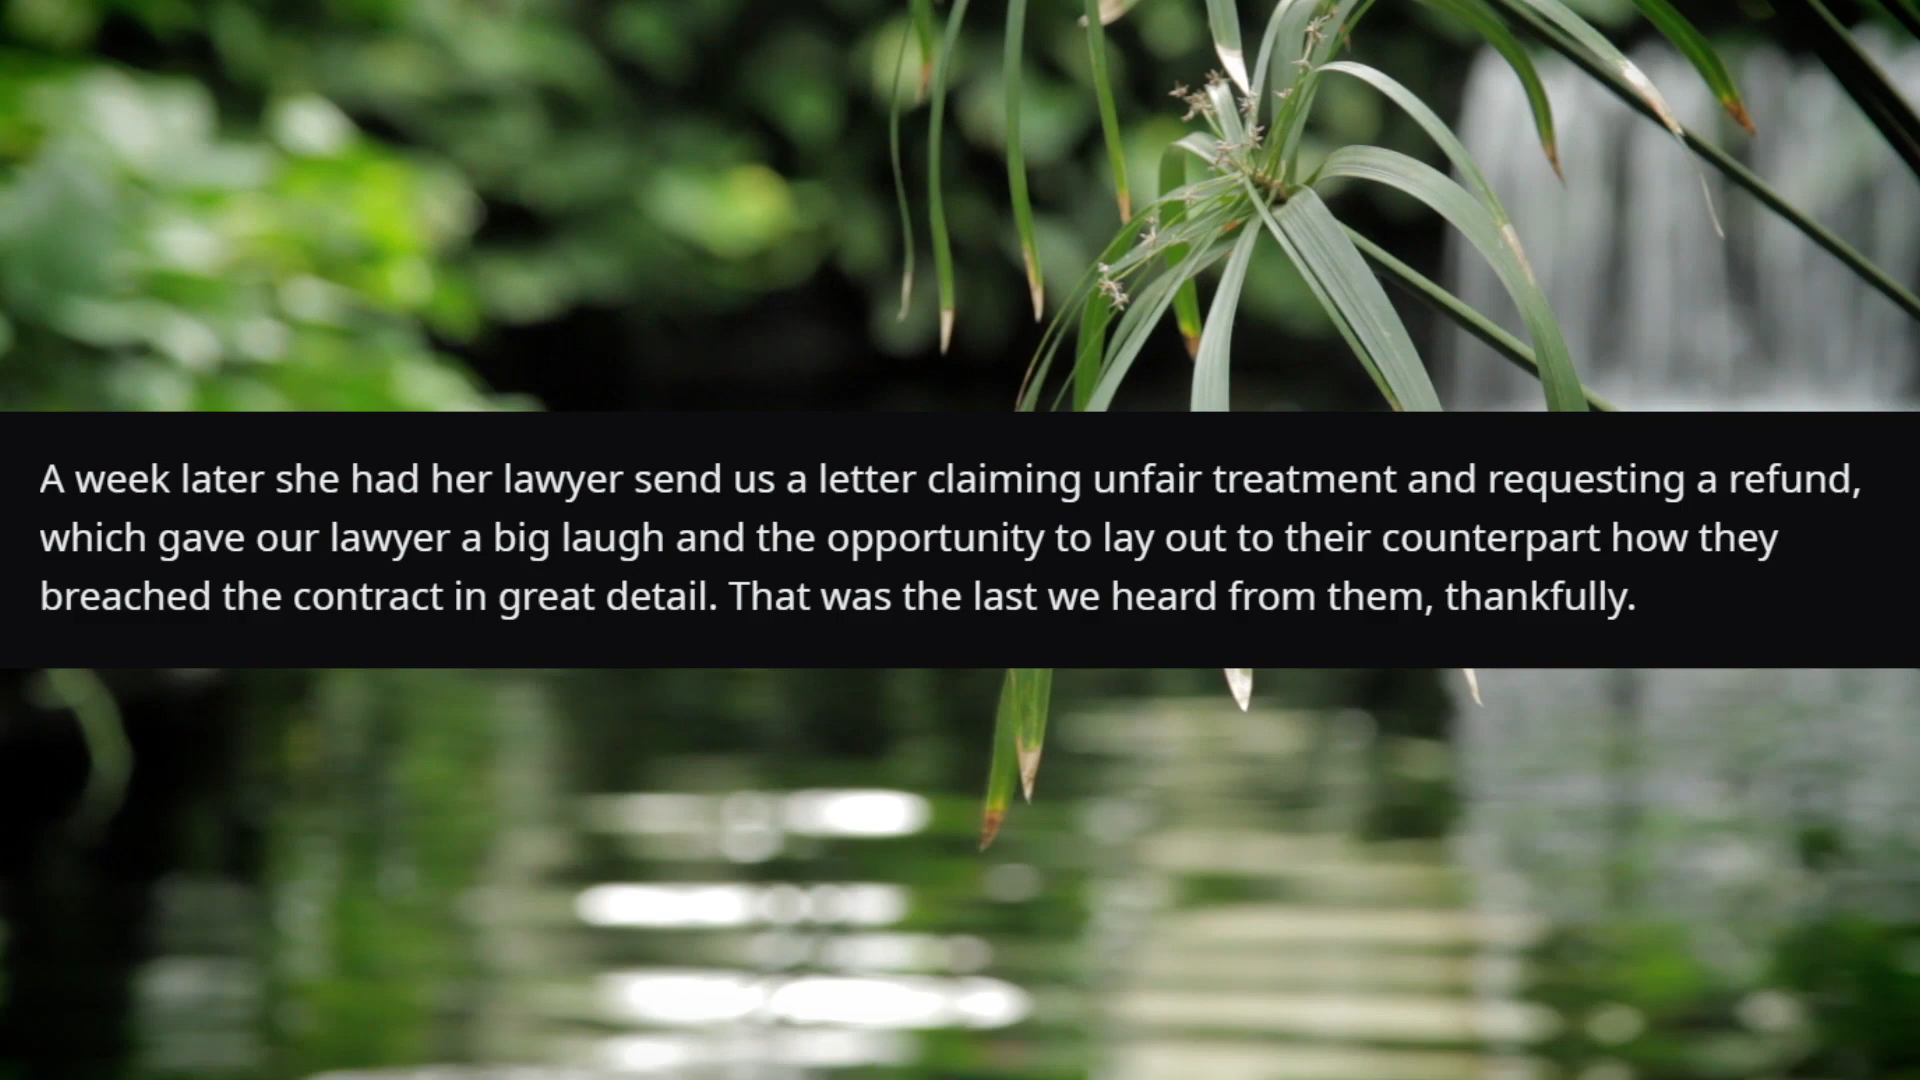 A week later she had her lawyer send us a letter claiming unfair treatment and requesting a refund,
which gave our lawyer a big laugh and the opportunity to lay out to their counterpart how they
breached the contract in great detail. That was the last we heard from them, thankfully.